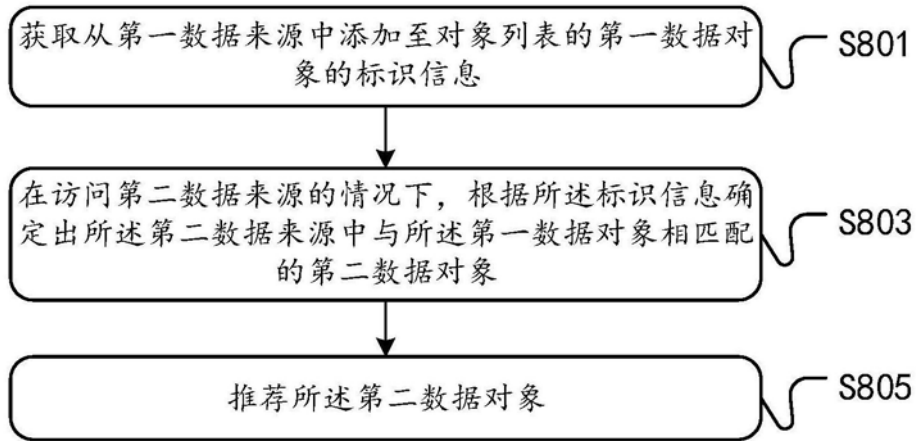 获取从第一数据来源中添加至对象列表的第一数据对
象的标识信息
S801
在访问第二数据来源的情况下，根据所述标识信息确
定出所述第二数据来源中与所述第一数据对象相匹配
的第二数据对象
S803
推荐所述第二数据对象
S805